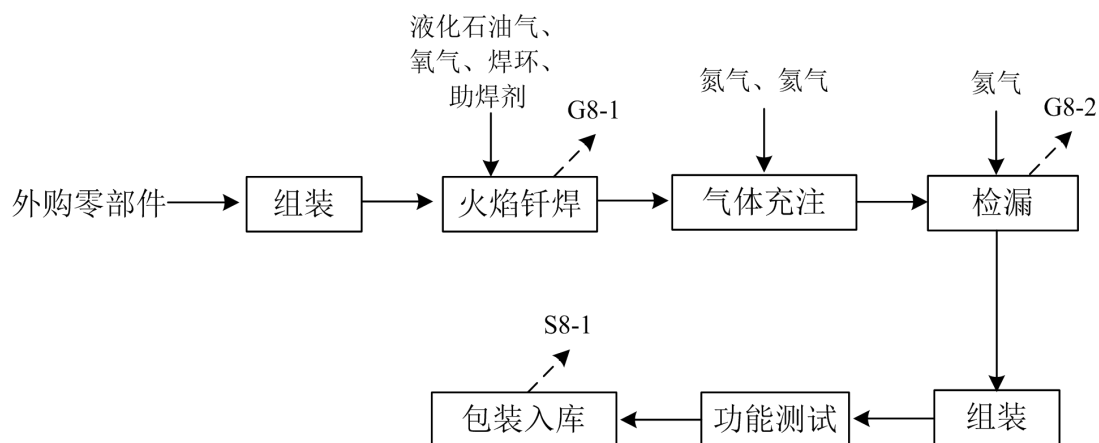 液化石油气、
氧气、焊环、
助焊剂
G8-1
氮气、氦气
氦气
G8-2
外购零部件
组装
火焰钎焊
气体充注
检漏
S8-1
包装入库
功能测试
组装